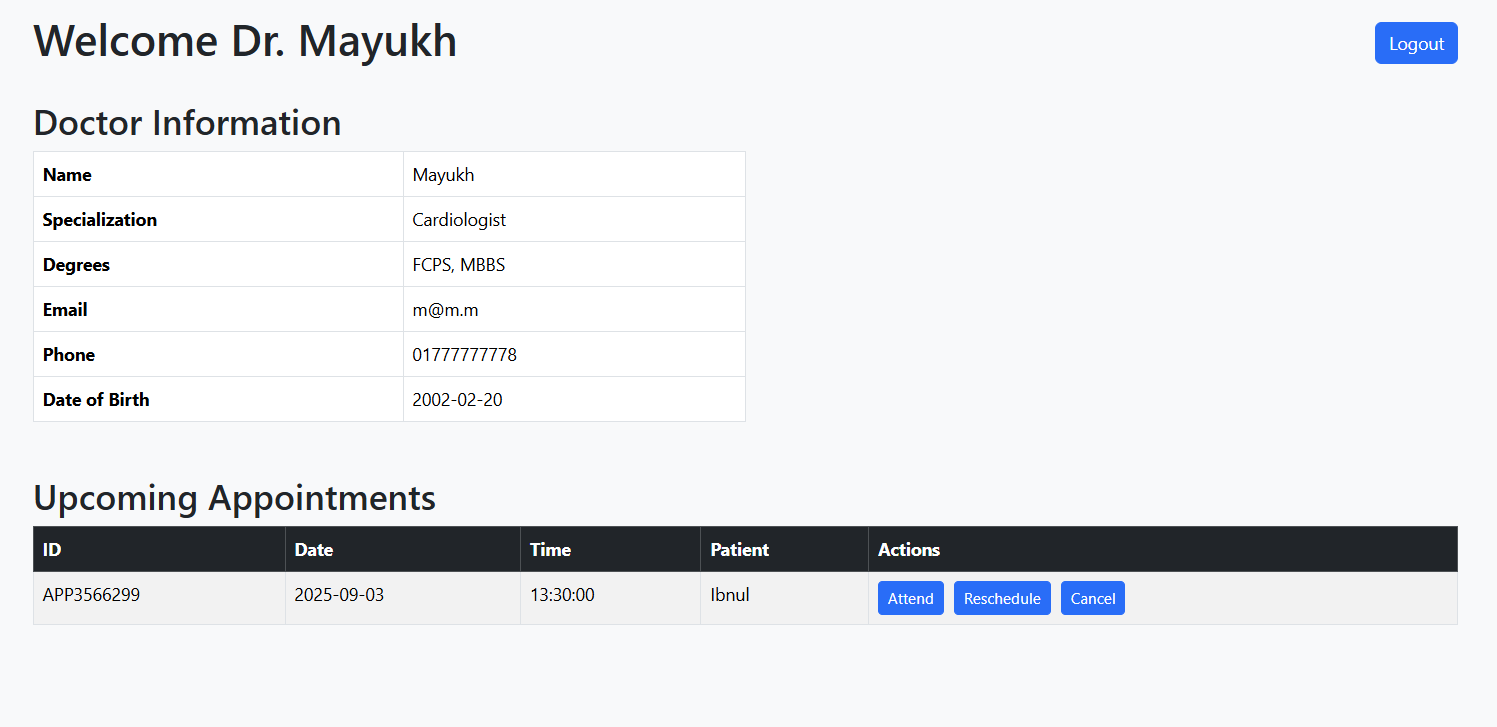 Welcome Dr. Mayukh
Logout
Doctor Information
Name Mayukh
Specialization Cardiologist
Degrees FCPS, MBBS
Email m@m.m
Phone 01777777778
Date of Birth 2002-02-20
Upcoming Appointments
ID Date Time Patient Actions
APP3566299 2025-09-03 13:30:00 Ibnul Attend Reschedule Cancel